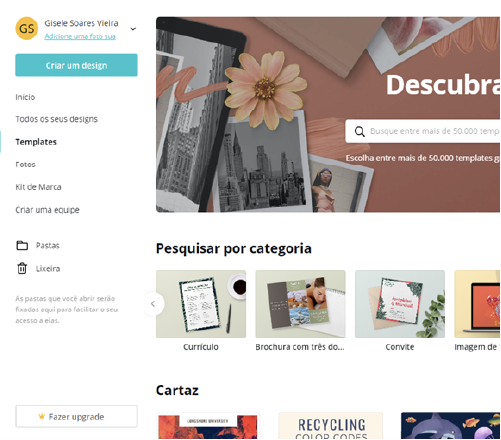 GS
Gisele Soares Vieira
Adicione uma foto sua
Criar um design
Início
Todos os seus designs
Templates
Fotos
Kit de Marca
Criar uma equipe
Pastas
Lixeira
As pastas que você abrir serão
fixadas aqui para facilitar o seu
acesso a elas.
Fazer upgrade
Descubra
Busque entre mais de 50.000 temp
Escolha entre mais de 50.000 templates g
Pesquisar por categoria
Currículo
Brochura com três do...
Convite
Imagem de
Cartaz
RECYCLING
COLOR CODES